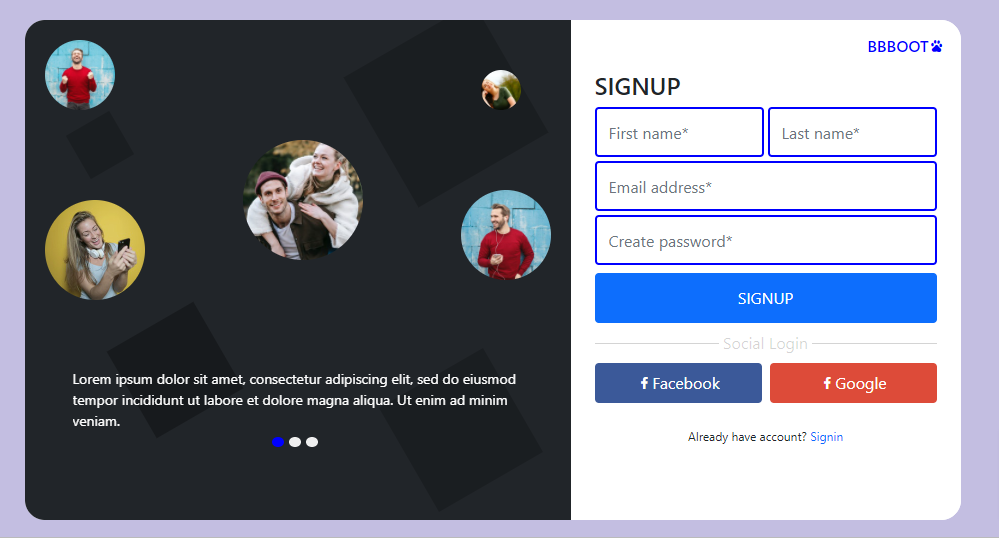 BBBOOT
SIGNUP
First name* Last name*
Email address*
Create password*
SIGNUP
Social Login
Facebook Google
Already have account? Signin
Lorem ipsum dolor sit amet, consectetur adipiscing elit, sed do eiusmod
tempor incididunt ut labore et dolore magna aliqua. Ut enim ad minim
veniam.